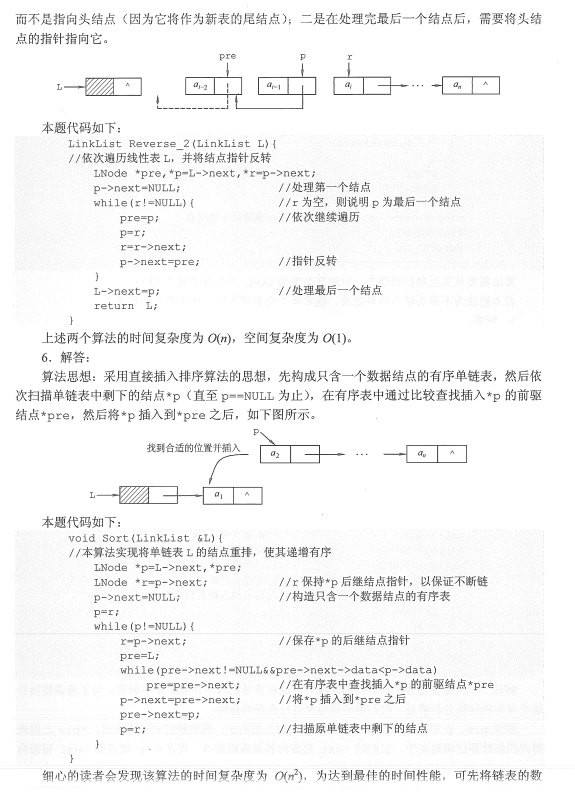 而不是指向头结点（因为它将作为新表的尾结点）；二是在处理完最后一个结点后，需要将头结
点的指针指向它。
pre p r
L ^ aᵢ₋₂ aᵢ₋₁ aᵢ … aₙ ^
本题代码如下：
LinkList Reverse_2(LinkList L){
//依次遍历线性表 L，并将结点指针反转
LNode *pre,*p=L->next,*r=p->next;
p->next=NULL; //处理第一个结点
while(r!=NULL){ //r 为空，则说明 p 为最后一个结点
pre=p; //依次继续遍历
p=r;
r=r->next;
p->next=pre; //指针反转
}
L->next=p; //处理最后一个结点
return L;
}
上述两个算法的时间复杂度为 O(n)，空间复杂度为 O(1)。
6．解答：
算法思想：采用直接插入排序算法的思想，先构成只含一个数据结点的有序单链表，然后依
次扫描单链表中剩下的结点*p（直至 p==NULL 为止），在有序表中通过比较查找插入*p 的前驱
结点*pre，然后将*p 插入到*pre 之后，如下图所示。
p
找到合适的位置并插入 a₂ … aₙ ^
L a₁ ^
本题代码如下：
void Sort(LinkList &L){
//本算法实现将单链表 L 的结点重排，使其递增有序
LNode *p=L->next,*pre;
LNode *r=p->next; //r 保持*p 后继结点指针，以保证不断链
p->next=NULL; //构造只含一个数据结点的有序表
p=r;
while(p!=NULL){
r=p->next; //保存*p 的后继结点指针
pre=L;
while(pre->next!=NULL&&pre->next->data<p->data)
pre=pre->next; //在有序表中查找插入*p 的前驱结点*pre
p->next=pre->next; //将*p 插入到*pre 之后
pre->next=p;
p=r; //扫描原单链表中剩下的结点
}
}
细心的读者会发现该算法的时间复杂度为 O(n²)，为达到最佳的时间性能，可先将链表的数